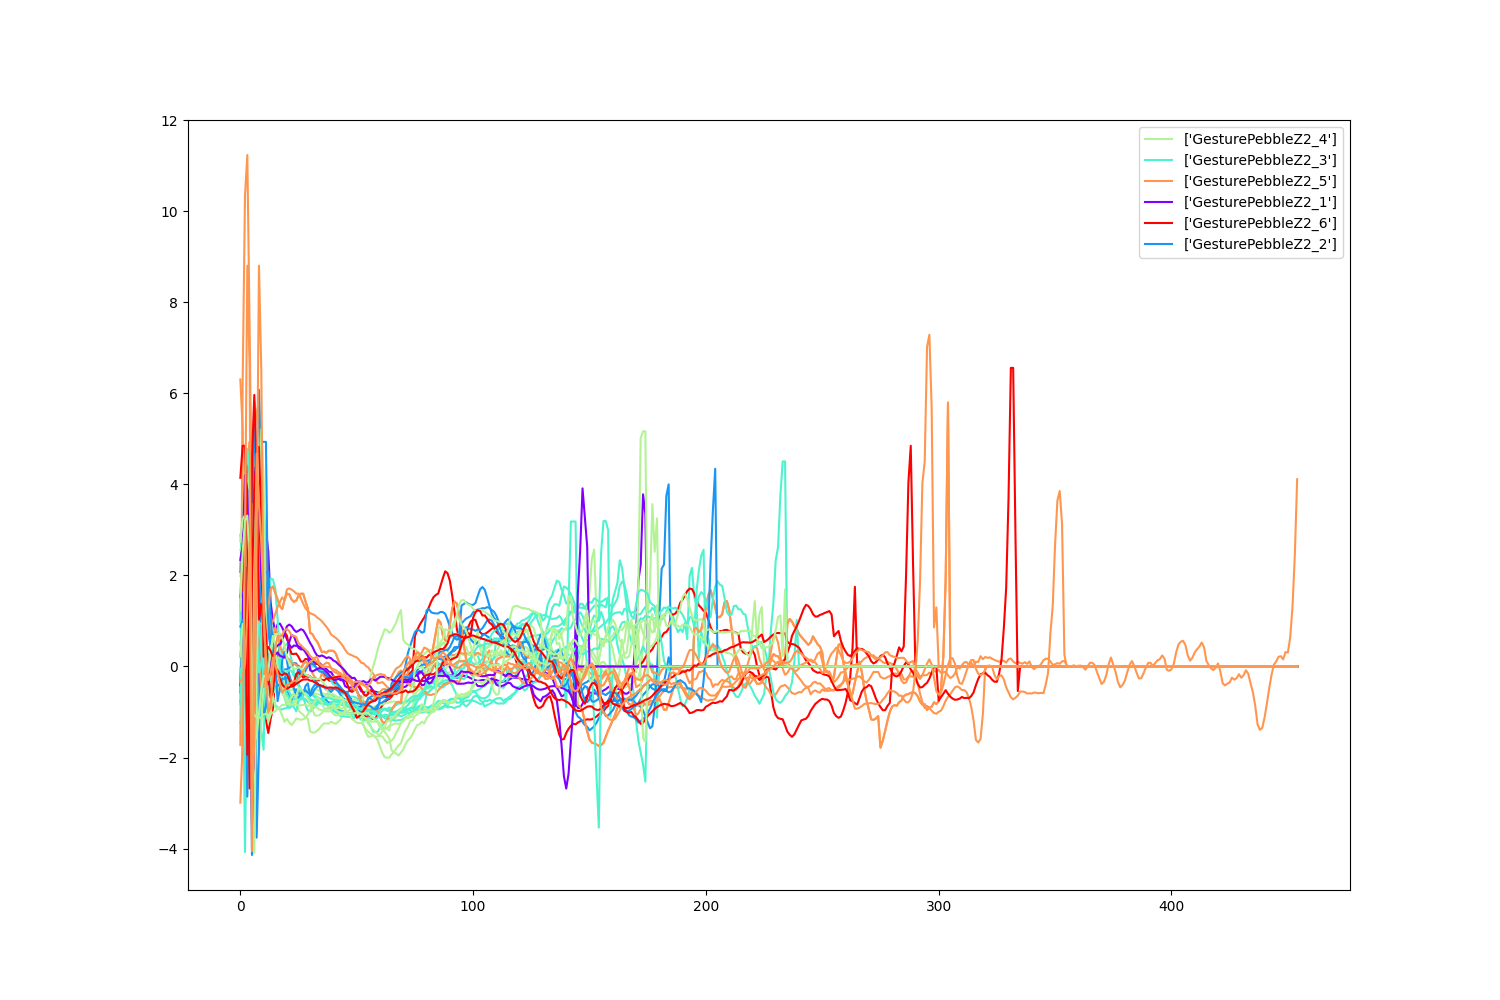 12
10
8
6
4
2
0
−2
−4
0 100 200 300 400
['GesturePebbleZ2_4']
['GesturePebbleZ2_3']
['GesturePebbleZ2_5']
['GesturePebbleZ2_1']
['GesturePebbleZ2_6']
['GesturePebbleZ2_2']